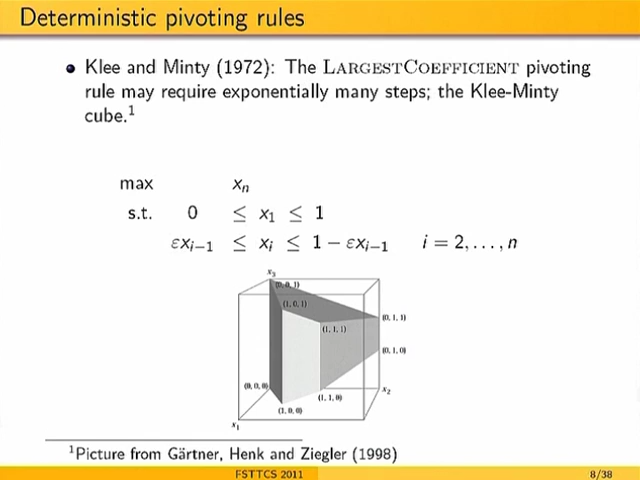 Deterministic pivoting rules
• Klee and Minty (1972): The LARGESTCOEFFICIENT pivoting
rule may require exponentially many steps; the Klee-Minty
cube.¹
max xₙ
s.t. 0 ≤ x₁ ≤ 1
εxᵢ₋₁ ≤ xᵢ ≤ 1 − εxᵢ₋₁ i = 2, . . . , n
x₃
(0, 0, 1)
(1, 0, 1)
(0, 1, 1)
(1, 1, 1)
(0, 1, 0)
(0, 0, 0)
x₂
(1, 1, 0)
(1, 0, 0)
x₁
¹Picture from Gärtner, Henk and Ziegler (1998)
FSTTCS 2011 8/38